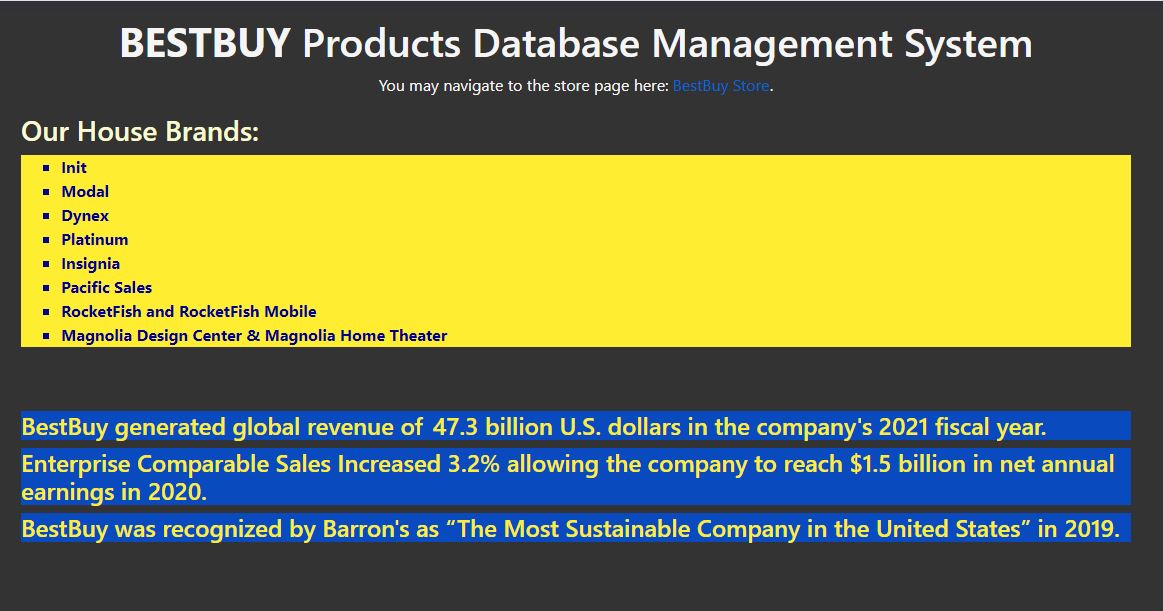 BESTBUY Products Database Management System
You may navigate to the store page here: BestBuy Store.
Our House Brands:
Init
Modal
Dynex
Platinum
Insignia
Pacific Sales
RocketFish and RocketFish Mobile
Magnolia Design Center & Magnolia Home Theater
BestBuy generated global revenue of 47.3 billion U.S. dollars in the company's 2021 fiscal year.
Enterprise Comparable Sales Increased 3.2% allowing the company to reach $1.5 billion in net annual
earnings in 2020.
BestBuy was recognized by Barron's as “The Most Sustainable Company in the United States” in 2019.